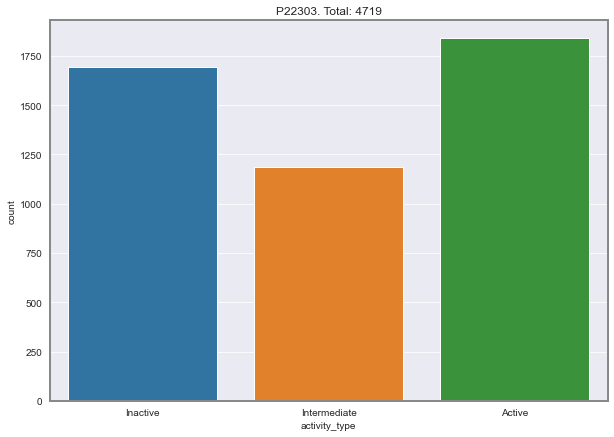 P22303. Total: 4719
count
1750
1500
1250
1000
750
500
250
0
Inactive Intermediate Active
activity_type